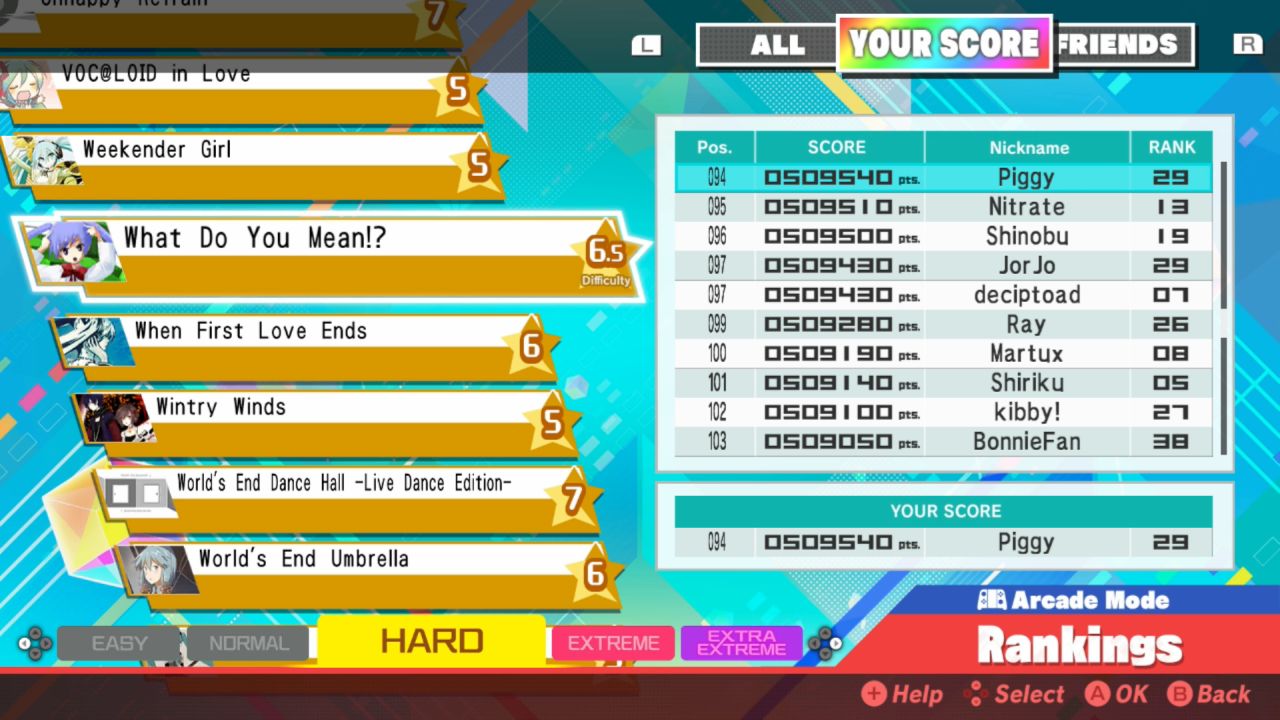 Unhappy Refrain
7
L
ALL
YOUR SCORE
FRIENDS
R
VOC@LOID in Love
5
Weekender Girl
5
What Do You Mean!?
6.5
Difficulty
When First Love Ends
6
Wintry Winds
5
World's End Dance Hall -Live Dance Edition-
7
World's End Umbrella
6
Pos. SCORE Nickname RANK
094 0509540 pts. Piggy 29
095 0509510 pts. Nitrate 13
096 0509500 pts. Shinobu 19
097 0509430 pts. JorJo 29
097 0509430 pts. deciptoad 07
099 0509280 pts. Ray 26
100 0509190 pts. Martux 08
101 0509140 pts. Shiriku 05
102 0509100 pts. kibby! 27
103 0509050 pts. BonnieFan 38
YOUR SCORE
094 0509540 pts. Piggy 29
Arcade Mode
Rankings
EASY
NORMAL
HARD
EXTREME
EXTRA
EXTREME
+ Help
Select
A OK
B Back